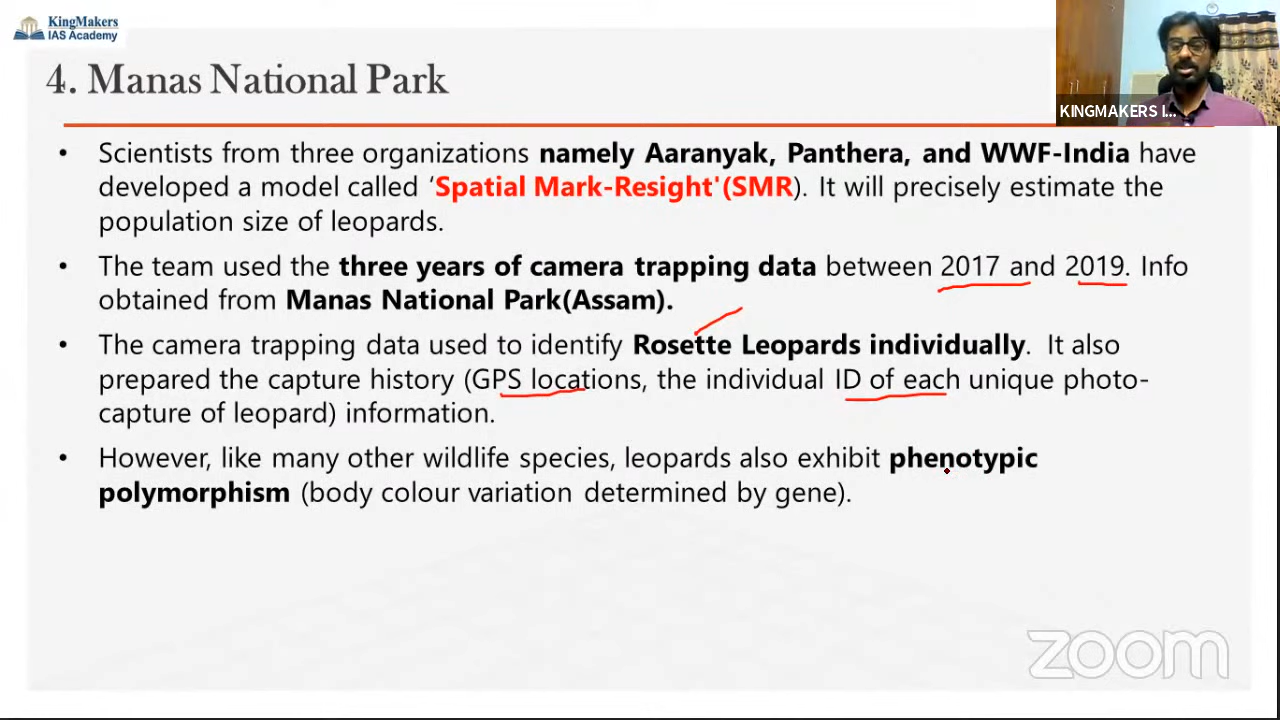 KingMakers
IAS Academy
4. Manas National Park
KINGMAKERS I...
• Scientists from three organizations namely Aaranyak, Panthera, and WWF-India have
developed a model called ‘Spatial Mark-Resight'(SMR). It will precisely estimate the
population size of leopards.
• The team used the three years of camera trapping data between 2017 and 2019. Info
obtained from Manas National Park(Assam).
• The camera trapping data used to identify Rosette Leopards individually. It also
prepared the capture history (GPS locations, the individual ID of each unique photo-
capture of leopard) information.
• However, like many other wildlife species, leopards also exhibit phenotypic
polymorphism (body colour variation determined by gene).
zoom